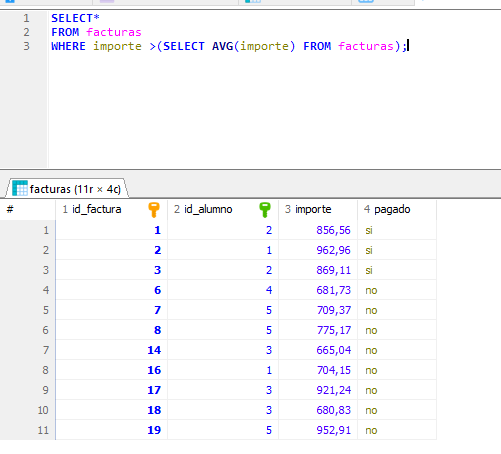 1 SELECT*
2 FROM facturas
3 WHERE importe >(SELECT AVG(importe) FROM facturas);
facturas (11r × 4c)
# 1 id_factura 2 id_alumno 3 importe 4 pagado
1 1 2 856,56 si
2 2 1 962,96 si
3 3 2 869,11 si
4 6 4 681,73 no
5 7 5 709,37 no
6 8 5 775,17 no
7 14 3 665,04 no
8 16 1 704,15 no
9 17 3 921,24 no
10 18 3 680,83 no
11 19 5 952,91 no